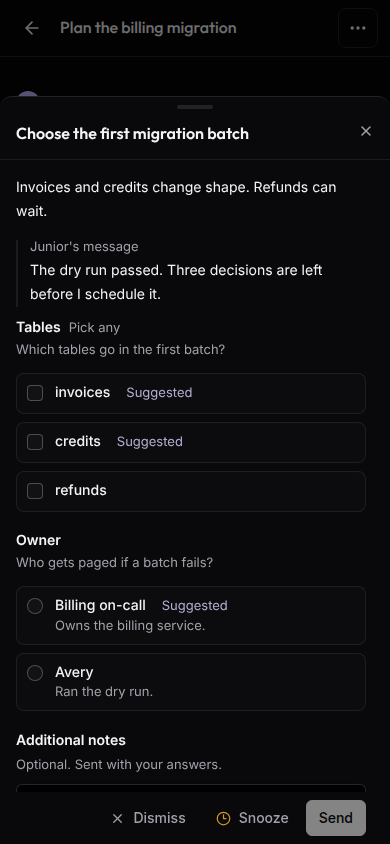 Plan the billing migration
Choose the first migration batch
Invoices and credits change shape. Refunds can
wait.
Junior's message
The dry run passed. Three decisions are left
before I schedule it.
Tables Pick any
Which tables go in the first batch?
invoices Suggested
credits Suggested
refunds
Owner
Who gets paged if a batch fails?
Billing on-call Suggested
Owns the billing service.
Avery
Ran the dry run.
Additional notes
Optional. Sent with your answers.
Dismiss Snooze Send